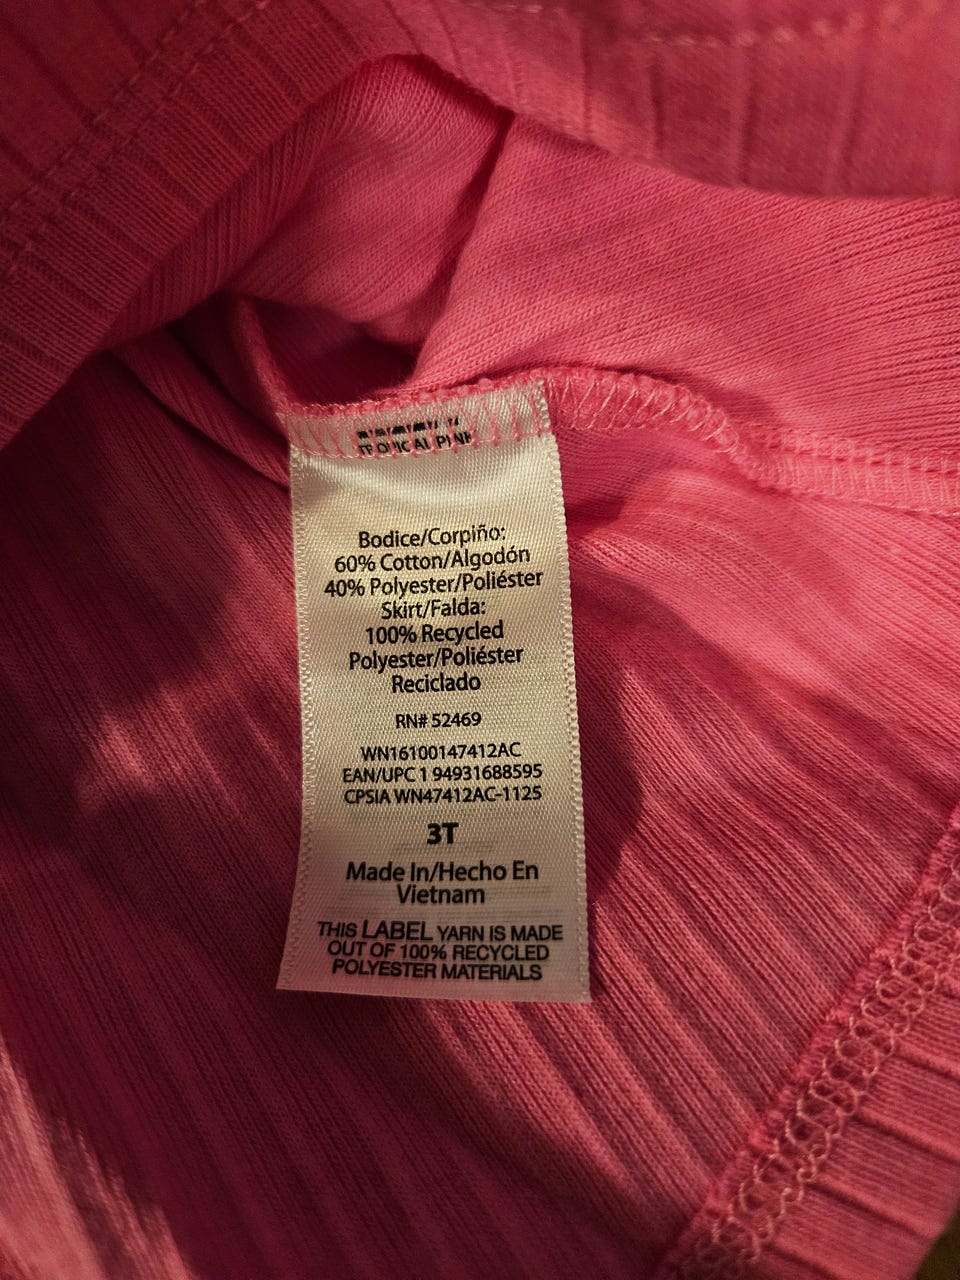 TROPICAL PINK
Bodice/Corpiño:
60% Cotton/Algodón
40% Polyester/Poliéster
Skirt/Falda:
100% Recycled
Polyester/Poliéster
Reciclado
RN# 52469
WN16100147412AC
EAN/UPC 1 94931688595
CPSIA WN47412AC-1125
3T
Made In/Hecho En
Vietnam
THIS LABEL YARN IS MADE
OUT OF 100% RECYCLED
POLYESTER MATERIALS